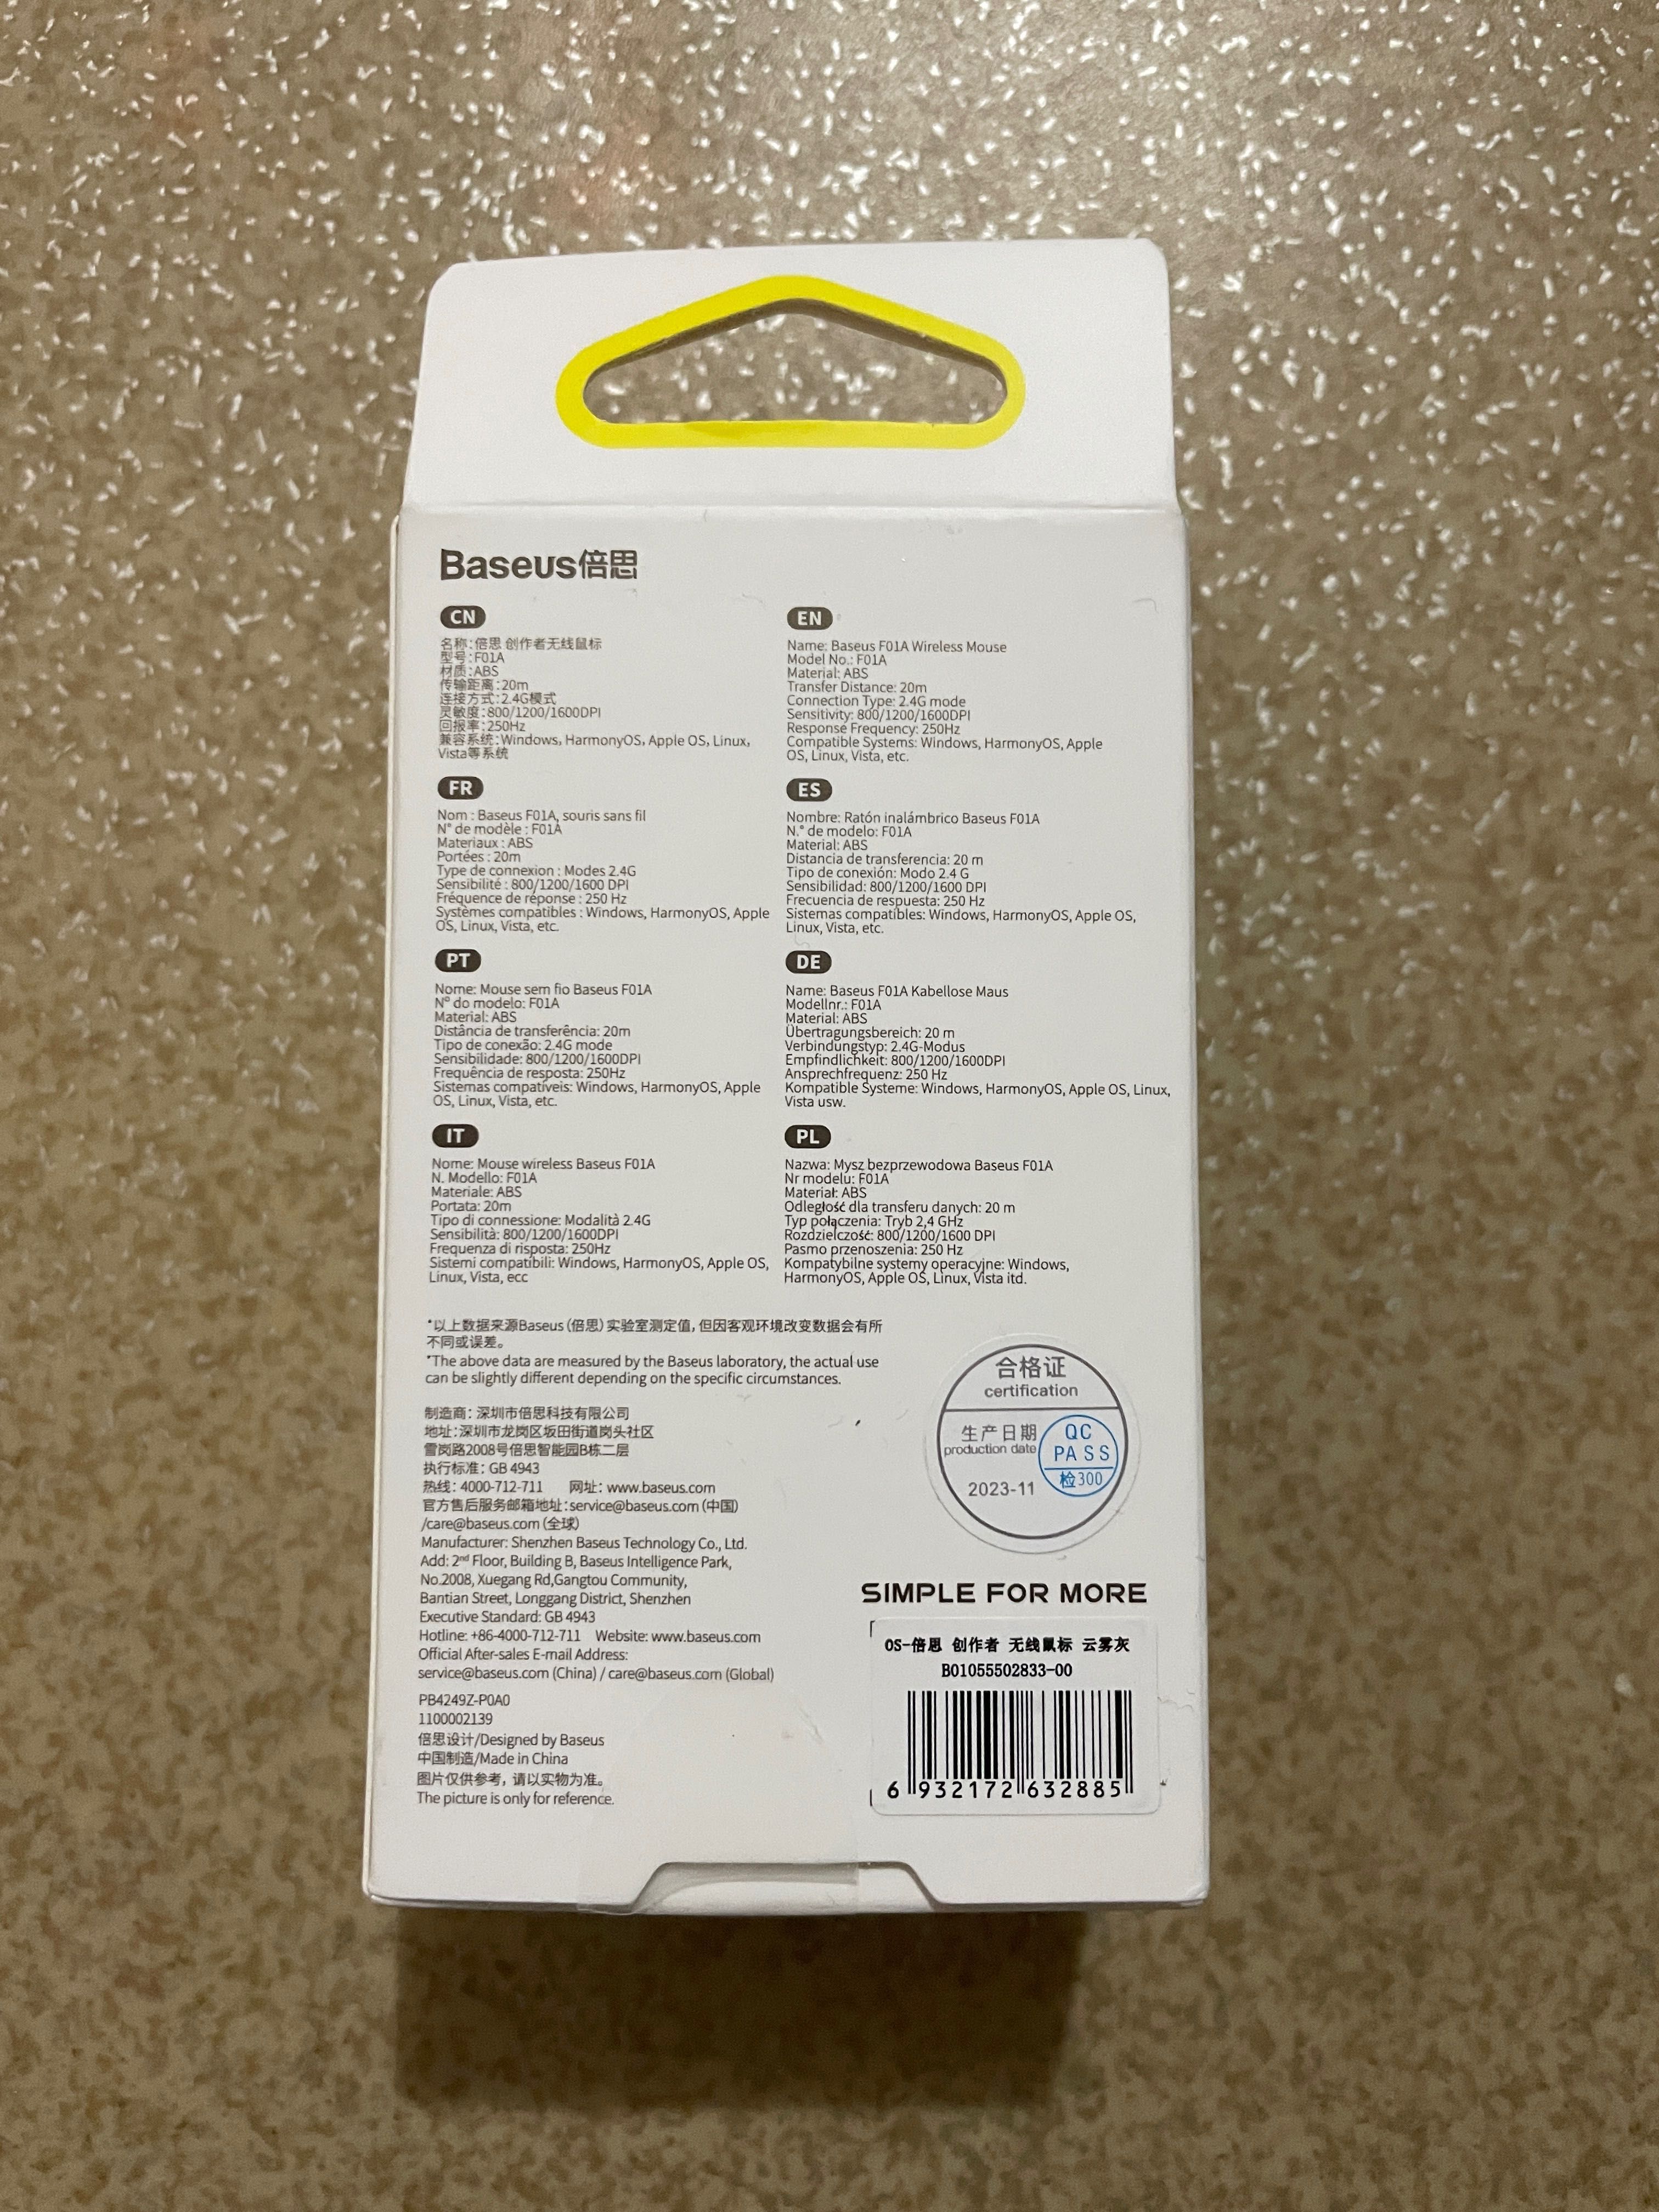 Baseus倍思
CN
名称:倍思 创作者无线鼠标
型号:F01A
材质:ABS
传输距离:20m
连接方式:2.4G模式
灵敏度:800/1200/1600DPI
回报率:250Hz
兼容系统:Windows, HarmonyOS, Apple OS, Linux,
Vista等系统
EN
Name: Baseus F01A Wireless Mouse
Model No.: F01A
Material: ABS
Transfer Distance: 20m
Connection Type: 2.4G mode
Sensitivity: 800/1200/1600DPI
Response Frequency: 250Hz
Compatible Systems: Windows, HarmonyOS, Apple
OS, Linux, Vista, etc.
FR
Nom : Baseus F01A, souris sans fil
N° de modèle : F01A
Materiaux : ABS
Portées : 20m
Type de connexion : Modes 2.4G
Sensibilité : 800/1200/1600 DPI
Fréquence de réponse : 250 Hz
Systèmes compatibles : Windows, HarmonyOS, Apple
OS, Linux, Vista, etc.
ES
Nombre: Ratón inalámbrico Baseus F01A
N.° de modelo: F01A
Material: ABS
Distancia de transferencia: 20 m
Tipo de conexión: Modo 2.4 G
Sensibilidad: 800/1200/1600 DPI
Frecuencia de respuesta: 250 Hz
Sistemas compatibles: Windows, HarmonyOS, Apple OS,
Linux, Vista, etc.
PT
Nome: Mouse sem fio Baseus F01A
Nº do modelo: F01A
Material: ABS
Distância de transferência: 20m
Tipo de conexão: 2.4G mode
Sensibilidade: 800/1200/1600DPI
Frequência de resposta: 250Hz
Sistemas compatíveis: Windows, HarmonyOS, Apple
OS, Linux, Vista, etc.
DE
Name: Baseus F01A Kabellose Maus
Modellnr.: F01A
Material: ABS
Übertragungsbereich: 20 m
Verbindungstyp: 2.4G-Modus
Empfindlichkeit: 800/1200/1600DPI
Ansprechfrequenz: 250 Hz
Kompatible Systeme: Windows, HarmonyOS, Apple OS, Linux,
Vista usw.
IT
Nome: Mouse wireless Baseus F01A
N. Modello: F01A
Materiale: ABS
Portata: 20m
Tipo di connessione: Modalità 2.4G
Sensibilità: 800/1200/1600DPI
Frequenza di risposta: 250Hz
Sistemi compatibili: Windows, HarmonyOS, Apple OS,
Linux, Vista, ecc
PL
Nazwa: Mysz bezprzewodowa Baseus F01A
Nr modelu: F01A
Materiał: ABS
Odległość dla transferu danych: 20 m
Typ połączenia: Tryb 2,4 GHz
Rozdzielczość: 800/1200/1600 DPI
Pasmo przenoszenia: 250 Hz
Kompatybilne systemy operacyjne: Windows,
HarmonyOS, Apple OS, Linux, Vista itd.
*以上数据来源Baseus(倍思)实验室测定值,但因客观环境改变数据会有所
不同或误差。
*The above data are measured by the Baseus laboratory, the actual use
can be slightly different depending on the specific circumstances.
制造商: 深圳市倍思科技有限公司
地址: 深圳市龙岗区坂田街道岗头社区
雪岗路2008号倍思智能园B栋二层
执行标准: GB 4943
热线: 4000-712-711 网址: www.baseus.com
官方售后服务邮箱地址:service@baseus.com (中国)
/care@baseus.com (全球)
Manufacturer: Shenzhen Baseus Technology Co., Ltd.
Add: 2nd Floor, Building B, Baseus Intelligence Park,
No.2008, Xuegang Rd,Gangtou Community,
Bantian Street, Longgang District, Shenzhen
Executive Standard: GB 4943
Hotline: +86-4000-712-711 Website: www.baseus.com
Official After-sales E-mail Address:
service@baseus.com (China) / care@baseus.com (Global)
PB4249Z-P0A0
1100002139
倍思设计/Designed by Baseus
中国制造/Made in China
图片仅供参考, 请以实物为准。
The picture is only for reference.
合格证
certification
生产日期
production date
2023-11
QC
PASS
检300
SIMPLE FOR MORE
OS-倍思 创作者 无线鼠标 云雾灰
B01055502833-00
6 932172 632885